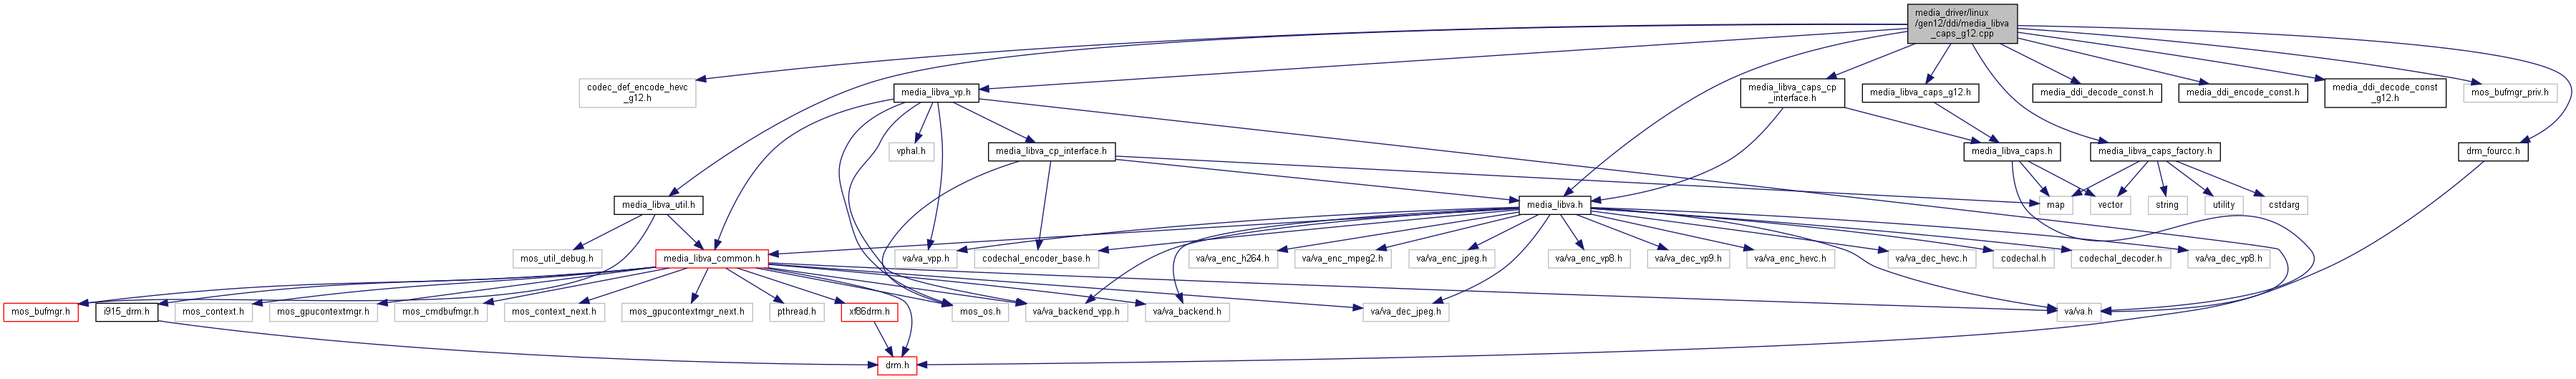 media_driver/linux
/gen12/ddi/media_libva
_caps_g12.cpp
codec_def_encode_hevc
_g12.h
media_libva_vp.h
media_libva_caps_cp
_interface.h
media_libva_caps_g12.h
media_ddi_decode_const.h
media_ddi_encode_const.h
media_ddi_decode_const
_g12.h
mos_bufmgr_priv.h
vphal.h
media_libva_cp_interface.h
media_libva_caps.h
media_libva_caps_factory.h
drm_fourcc.h
media_libva_util.h
media_libva.h
map
vector
string
utility
cstdarg
mos_util_debug.h
media_libva_common.h
va/va_vpp.h
codechal_encoder_base.h
va/va_enc_h264.h
va/va_enc_mpeg2.h
va/va_enc_jpeg.h
va/va_enc_vp8.h
va/va_dec_vp9.h
va/va_enc_hevc.h
va/va_dec_hevc.h
codechal.h
codechal_decoder.h
va/va_dec_vp8.h
mos_bufmgr.h
i915_drm.h
mos_context.h
mos_gpucontextmgr.h
mos_cmdbufmgr.h
mos_context_next.h
mos_gpucontextmgr_next.h
pthread.h
xf86drm.h
mos_os.h
va/va_backend_vpp.h
va/va_backend.h
va/va_dec_jpeg.h
va/va.h
drm.h